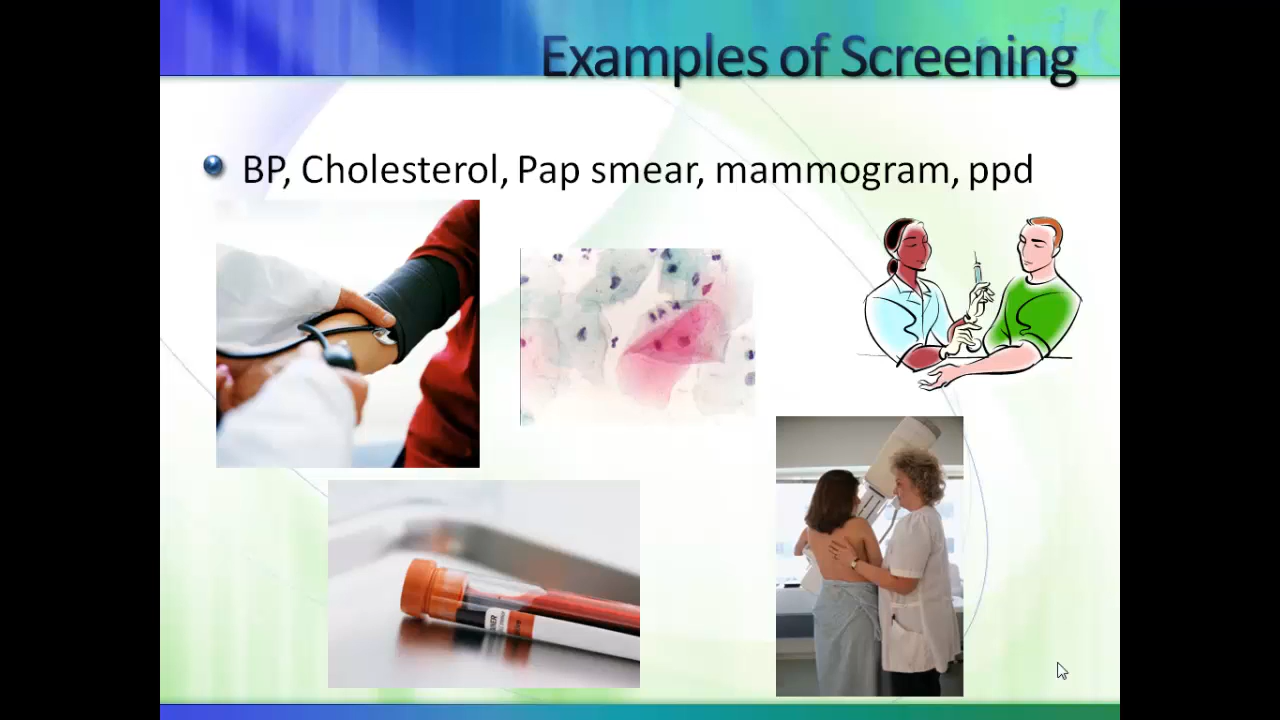 Examples of Screening
BP, Cholesterol, Pap smear, mammogram, ppd